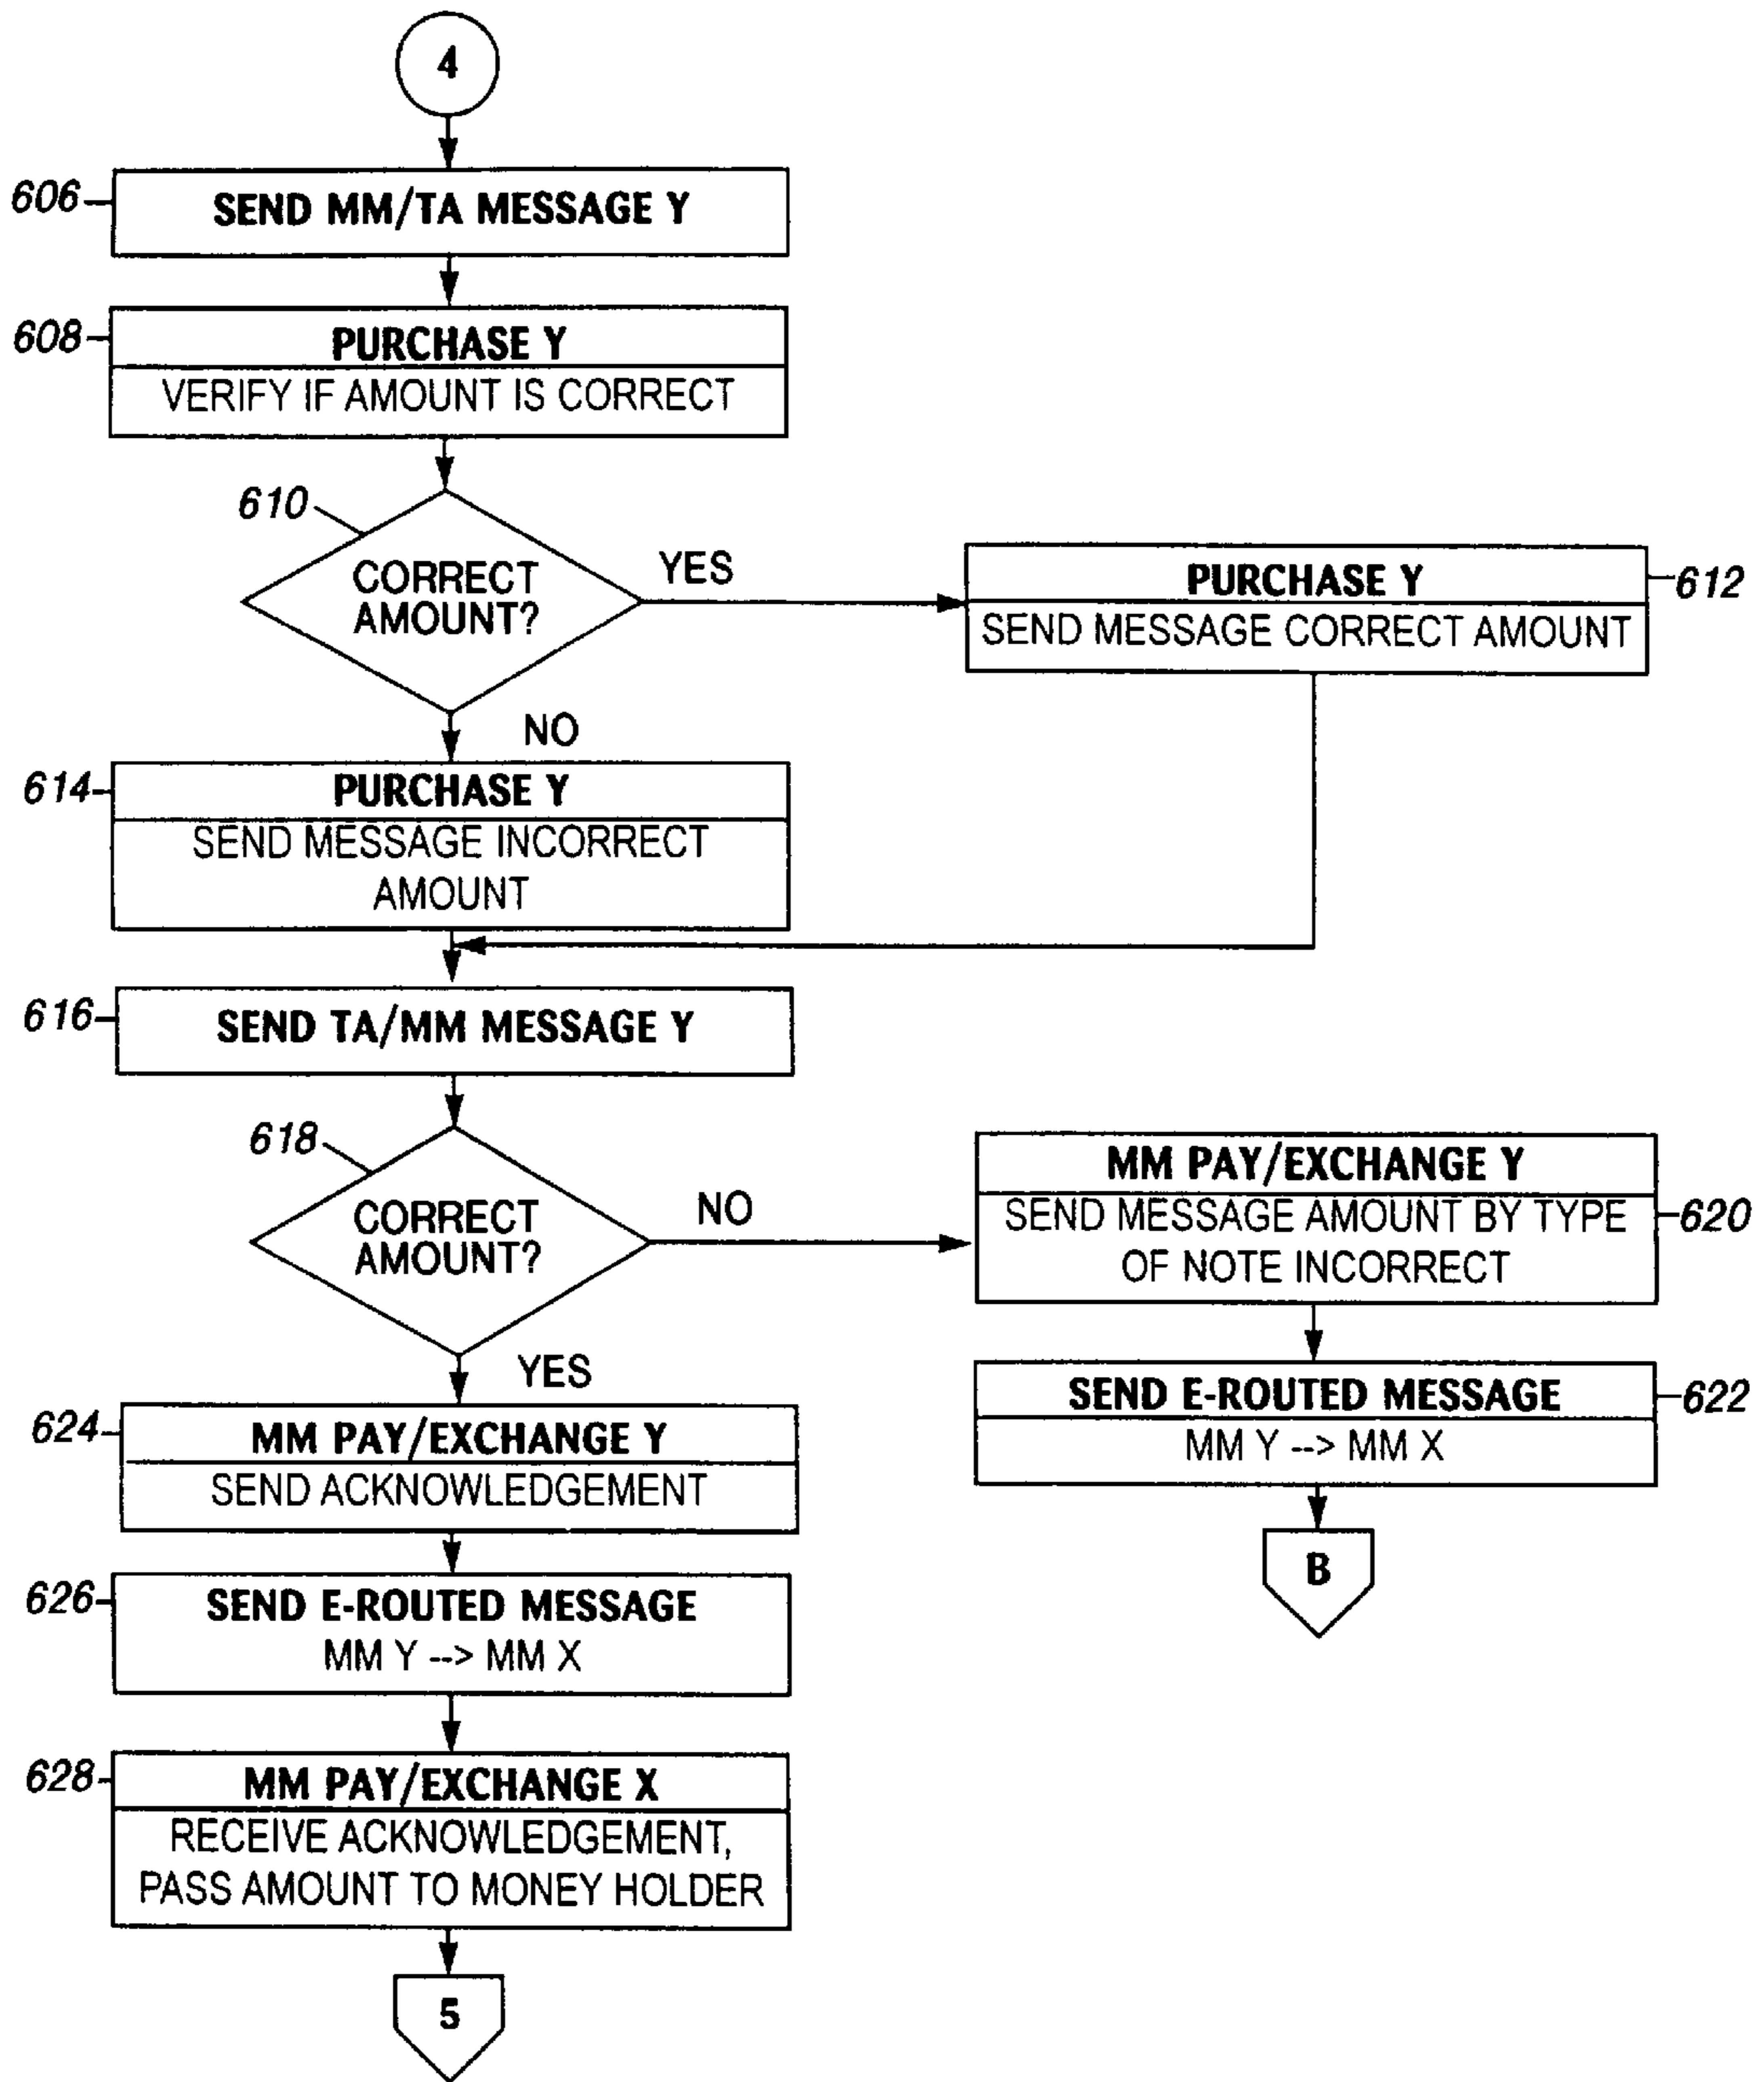 4
606
SEND MM/TA MESSAGE Y
608
PURCHASE Y
VERIFY IF AMOUNT IS CORRECT
610
CORRECT
AMOUNT?
YES
PURCHASE Y
612
SEND MESSAGE CORRECT AMOUNT
NO
614
PURCHASE Y
SEND MESSAGE INCORRECT
AMOUNT
616
SEND TA/MM MESSAGE Y
618
CORRECT
AMOUNT?
NO
MM PAY/EXCHANGE Y
SEND MESSAGE AMOUNT BY TYPE
OF NOTE INCORRECT
620
SEND E-ROUTED MESSAGE
622
MM Y --> MM X
B
YES
624
MM PAY/EXCHANGE Y
SEND ACKNOWLEDGEMENT
626
SEND E-ROUTED MESSAGE
MM Y --> MM X
628
MM PAY/EXCHANGE X
RECEIVE ACKNOWLEDGEMENT,
PASS AMOUNT TO MONEY HOLDER
5